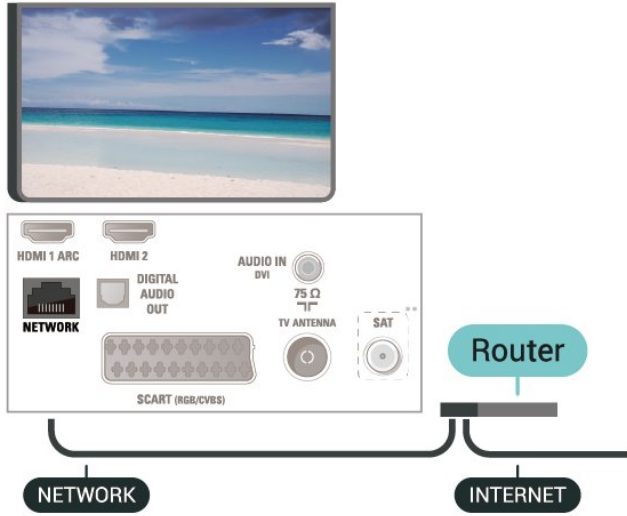 HDMI 1 ARC
HDMI 2
AUDIO IN
DVI
DIGITAL
AUDIO
OUT
75 Ω
NETWORK
TV ANTENNA
SAT
**
SCART (RGB/CVBS)
Router
NETWORK
INTERNET